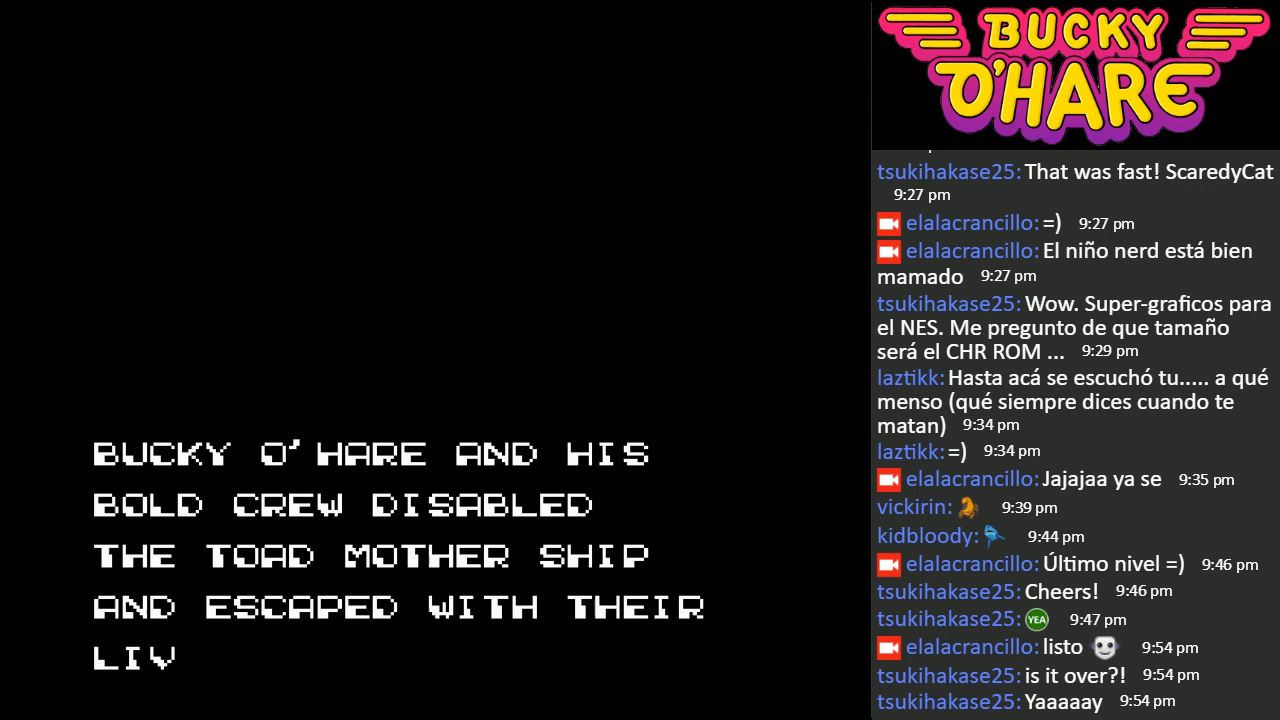 BUCKY O'HARE AND HIS
BOLD CREW DISABLED
THE TOAD MOTHER SHIP
AND ESCAPED WITH THEIR
LIV
BUCKY
O'HARE
tsukihakase25: That was fast! ScaredyCat
9:27 pm
elalacrancillo: =) 9:27 pm
elalacrancillo: El niño nerd está bien
mamado 9:27 pm
tsukihakase25: Wow. Super-graficos para
el NES. Me pregunto de que tamaño
será el CHR ROM ... 9:29 pm
laztikk: Hasta acá se escuchó tu..... a qué
menso (qué siempre dices cuando te
matan) 9:34 pm
laztikk: =) 9:34 pm
elalacrancillo: Jajajaa ya se 9:35 pm
vickirin: 9:39 pm
kidbloody: 9:44 pm
elalacrancillo: Último nivel =) 9:46 pm
tsukihakase25: Cheers! 9:46 pm
tsukihakase25: YEA 9:47 pm
elalacrancillo: listo 9:54 pm
tsukihakase25: is it over?! 9:54 pm
tsukihakase25: Yaaaaay 9:54 pm